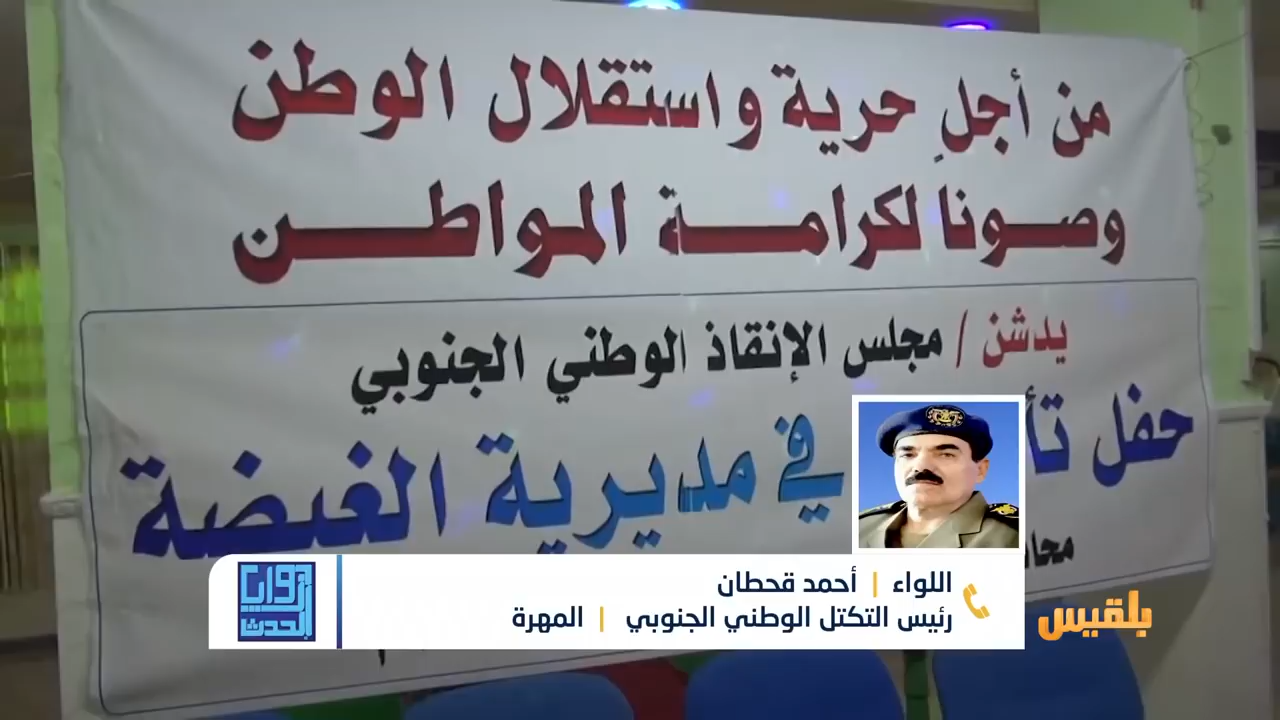 من أجلِ حرية واستقلال الوطن
وصونا لكرامة المواطن
يدشن / مجلس الإنقاذ الوطني الجنوبي
حفل في مديرية الغيضة
اللواء | أحمد قحطان
رئيس التكتل الوطني الجنوبي | المهرة
بلقيس
زوايا
الحدث